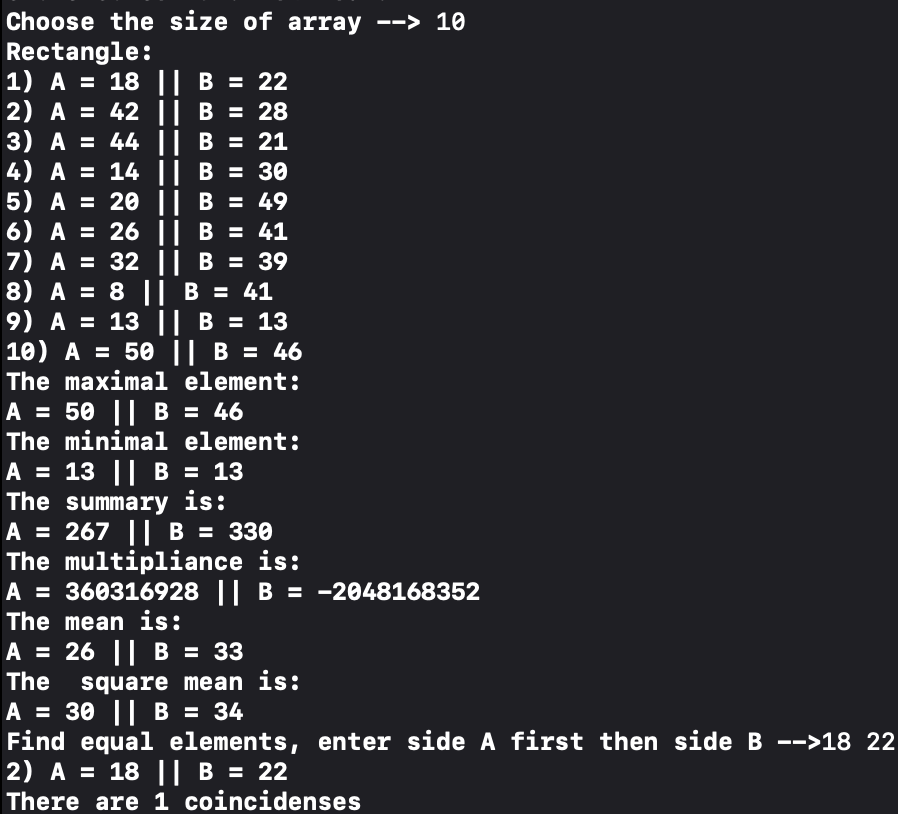 Choose the size of array --> 10
Rectangle:
1) A = 18 || B = 22
2) A = 42 || B = 28
3) A = 44 || B = 21
4) A = 14 || B = 30
5) A = 20 || B = 49
6) A = 26 || B = 41
7) A = 32 || B = 39
8) A = 8 || B = 41
9) A = 13 || B = 13
10) A = 50 || B = 46
The maximal element:
A = 50 || B = 46
The minimal element:
A = 13 || B = 13
The summary is:
A = 267 || B = 330
The multipliance is:
A = 360316928 || B = -2048168352
The mean is:
A = 26 || B = 33
The  square mean is:
A = 30 || B = 34
Find equal elements, enter side A first then side B -->18 22
2) A = 18 || B = 22
There are 1 coincidenses